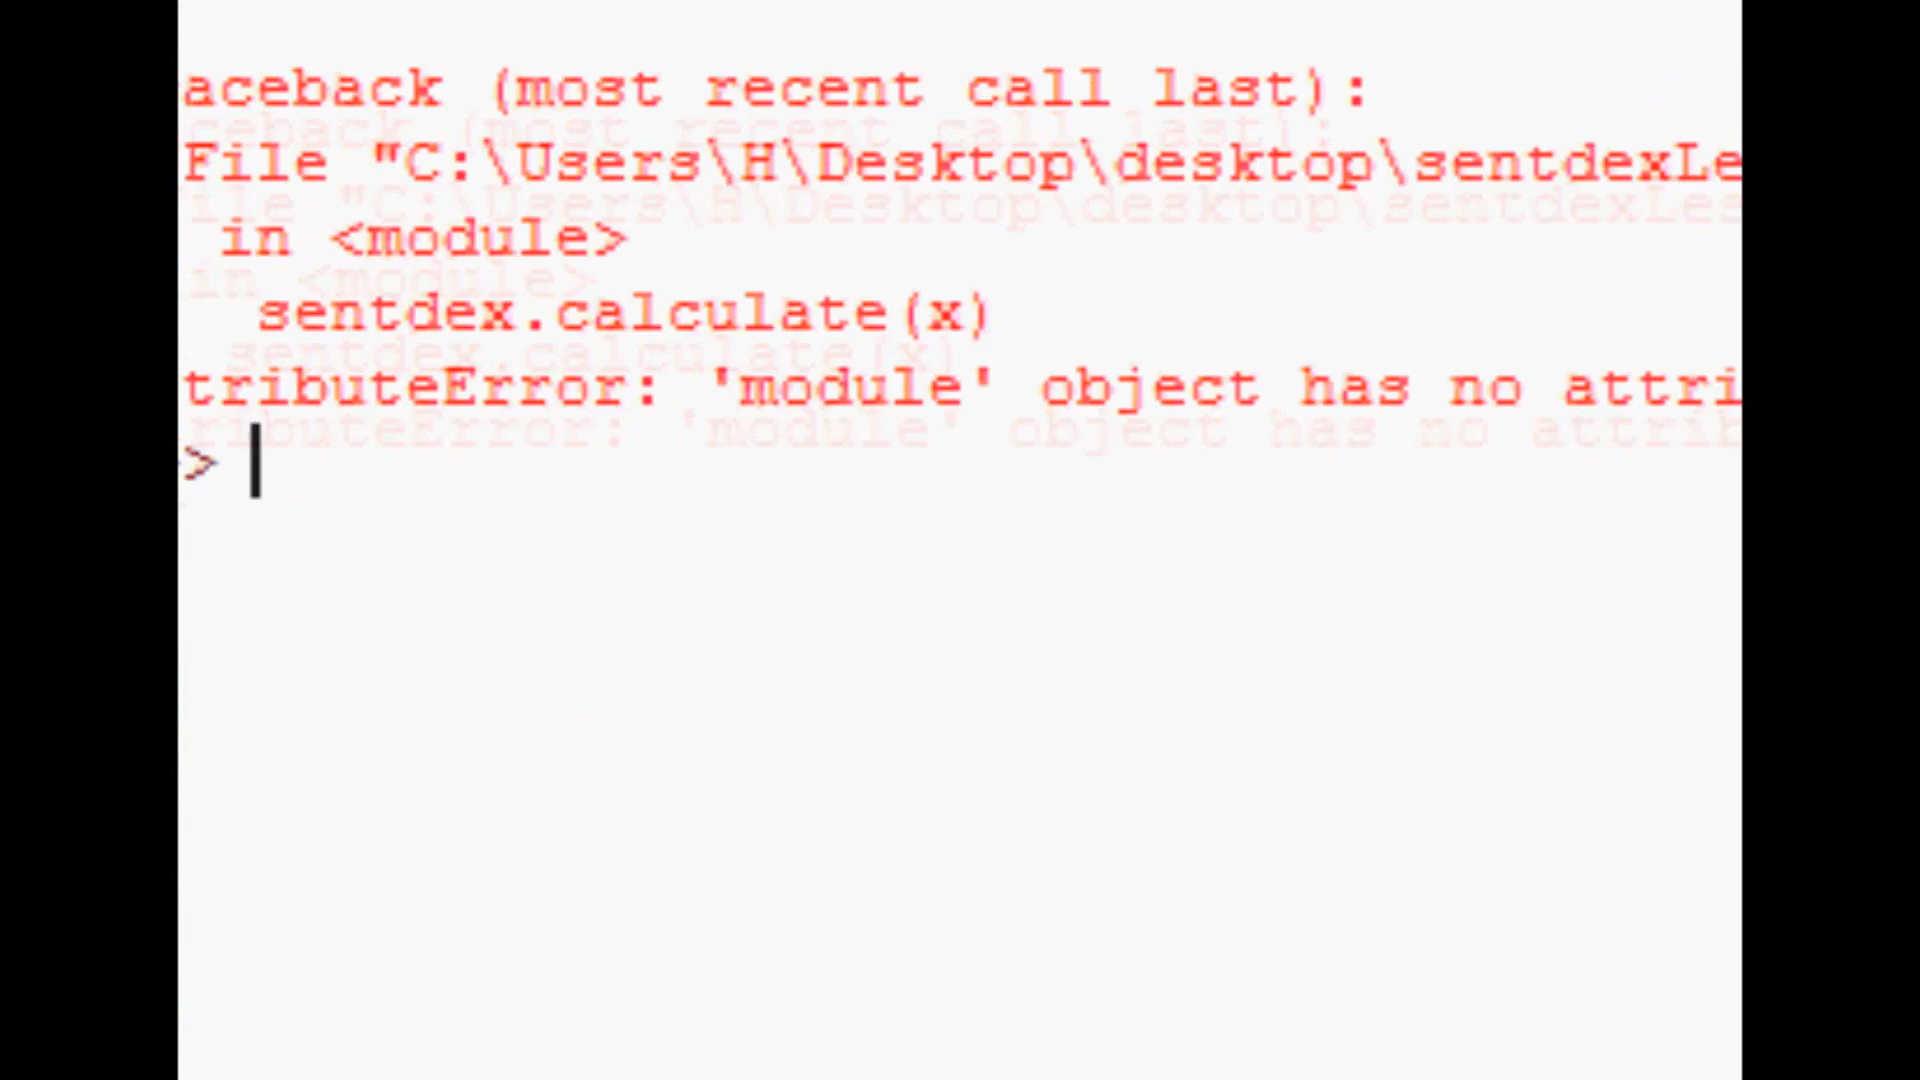 aceback (most recent call last):
File "C:\Users\H\Desktop\desktop\sentdexLe
in <module>
sentdex.calculate(x)
tributeError: 'module' object has no attri
>